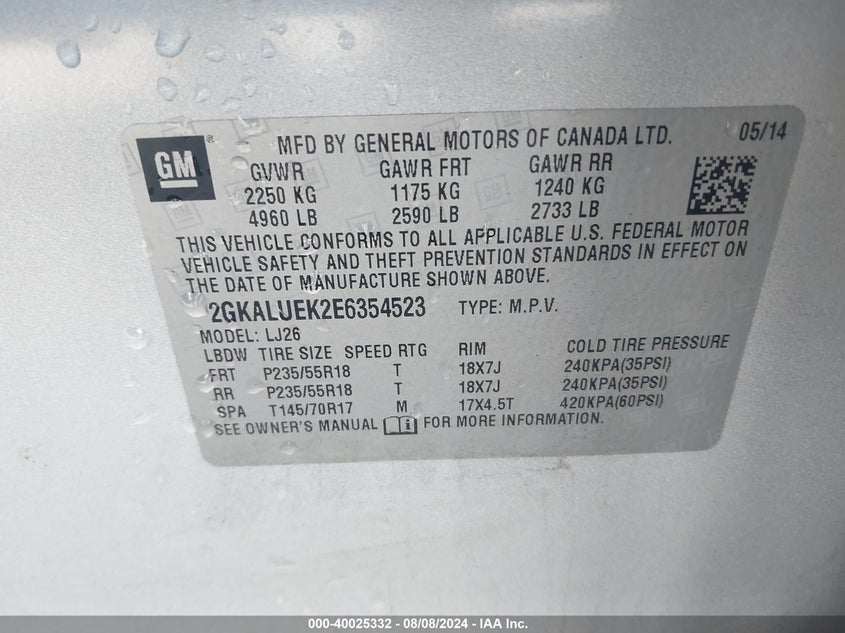 GM ® MFD BY GENERAL MOTORS OF CANADA LTD. 05/14
GVWR GAWR FRT GAWR RR
2250 KG 1175 KG 1240 KG
4960 LB 2590 LB 2733 LB
THIS VEHICLE CONFORMS TO ALL APPLICABLE U.S. FEDERAL MOTOR
VEHICLE SAFETY AND THEFT PREVENTION STANDARDS IN EFFECT ON
THE DATE OF MANUFACTURE SHOWN ABOVE.
2GKALUEK2E6354523 TYPE: M.P.V.
MODEL: LJ26
LBDW TIRE SIZE SPEED RTG RIM COLD TIRE PRESSURE
FRT P235/55R18 T 18X7J 240KPA(35PSI)
RR P235/55R18 T 18X7J 240KPA(35PSI)
SPA T145/70R17 M 17X4.5T 420KPA(60PSI)
SEE OWNER'S MANUAL FOR MORE INFORMATION.
000-40025332 - 08/08/2024 - IAA Inc.